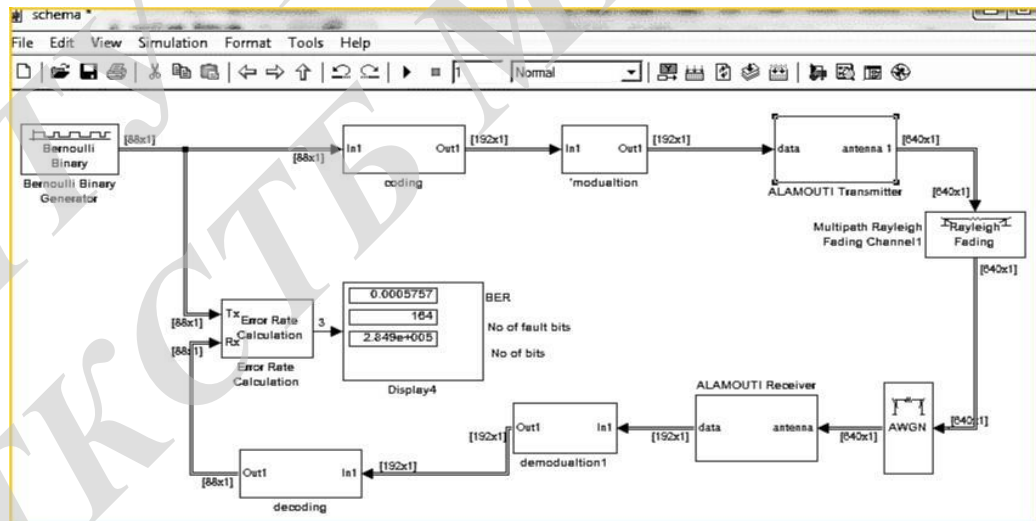 schema *
File Edit View Simulation Format Tools Help
1 Normal
Bernoulli
Binary
Bernoulli Binary
Generator
[88x1]
[88x1]
In1 Out1
coding
[192x1]
In1 Out1
'modualtion
[192x1]
data antenna 1
ALAMOUTI Transmitter
[640x1]
[640x1]
Multipath Rayleigh
Fading Channel1
Rayleigh
Fading
[640x1]
[88x1]
[88x1]
Tx
Rx
Error Rate
Calculation
Error Rate
Calculation
3
0.0005757
164
2.849e+005
Display4
BER
No of fault bits
No of bits
ALAMOUTI Receiver
data antenna
[192x1]
[640x1]
AWGN
[640x1]
Out1 In1
demodualtion1
[192x1]
[192x1]
Out1 In1
decoding
[88x1]